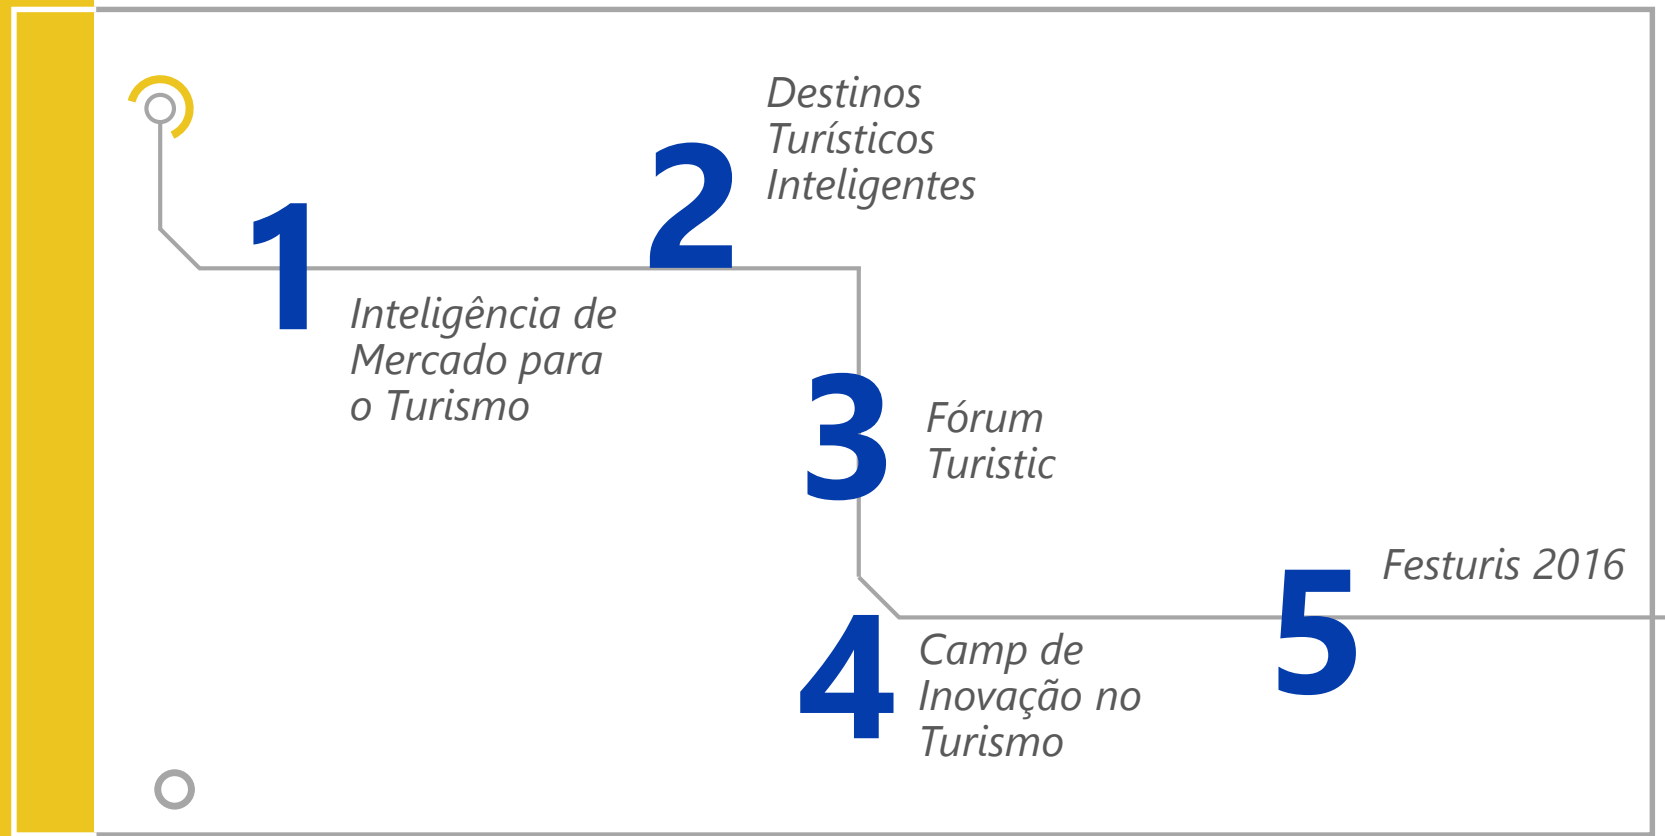 1
Inteligência de
Mercado para
o Turismo
2
Destinos
Turísticos
Inteligentes
3
Fórum
Turistic
4
Camp de
Inovação no
Turismo
5
Festuris 2016